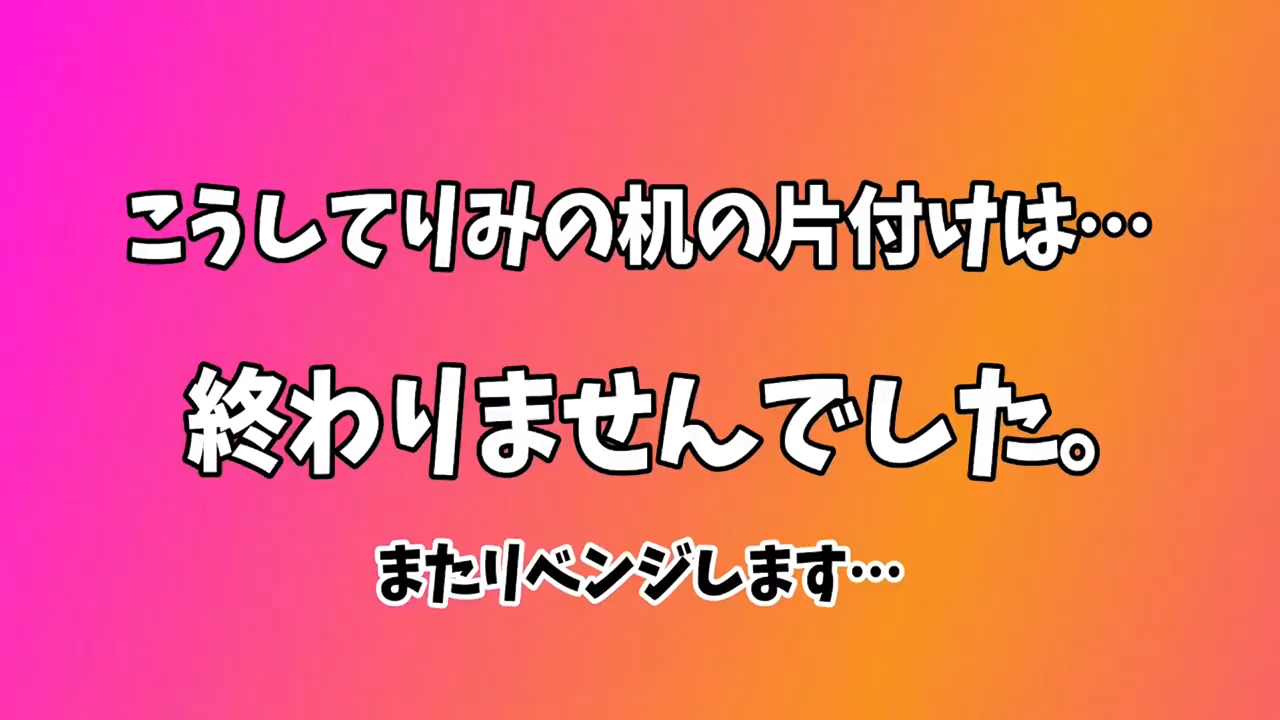 こうしてりみの机の片付けは…
終わりませんでした。
またリベンジします…